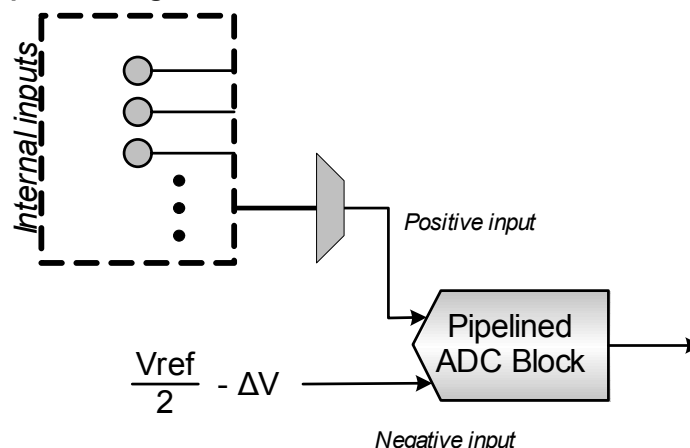 Internal inputs
Positive input
Pipelined
ADC Block
Vref
2
- ΔV
Negative input